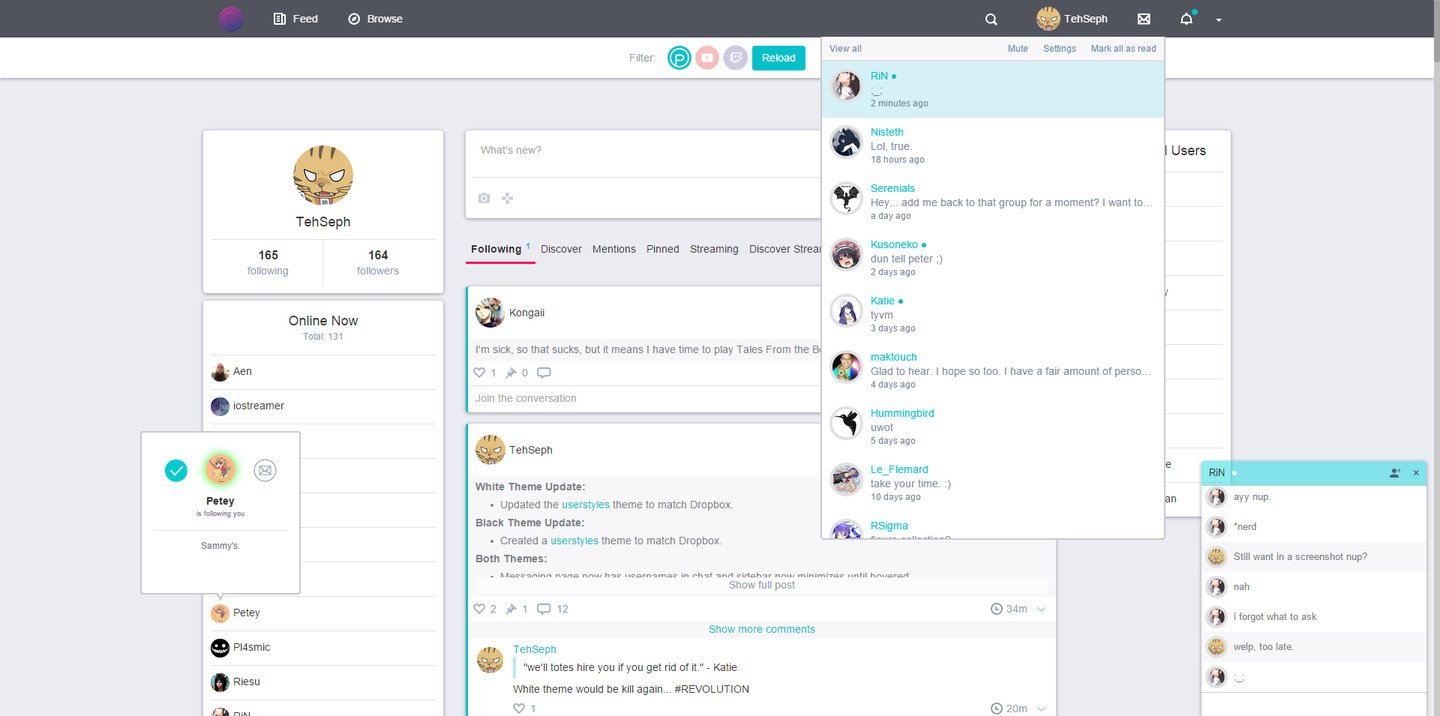 Feed
Browse
TehSeph
Filter:
Reload
View all
Mute
Settings
Mark all as read
RiN
;_;
2 minutes ago
Nisteth
Lol, true.
18 hours ago
Serenials
Hey... add me back to that group for a moment? I want to…
a day ago
Kusoneko
dun tell peter ;)
2 days ago
Katie
tyvm
3 days ago
maktouch
Glad to hear. I hope so too. I have a fair amount of perso…
4 days ago
Hummingbird
uwot
5 days ago
Le_Flemard
take your time. :)
10 days ago
RSigma
TehSeph
165
following
164
followers
Online Now
Total: 131
Aen
iostreamer
Petey
is following you
Sammy's.
Petey
Pl4smic
Riesu
RiN
What's new?
Following 1
Discover
Mentions
Pinned
Streaming
Discover
Kongaii
I'm sick, so that sucks, but it means I have time to play Tales From the
1
0
Join the conversation
TehSeph
White Theme Update:
• Updated the userstyles theme to match Dropbox.
Black Theme Update:
• Created a userstyles theme to match Dropbox.
Both Themes:
• Messaging page now has usernames in chat and sidebar now minimizes until hovered
Show full post
2
1
12
34m
Show more comments
TehSeph
"we'll totes hire you if you get rid of it." - Katie
White theme would be kill again... #REVOLUTION
1
20m
Users
RiN
×
ayy nup.
*nerd
Still want in a screenshot nup?
nah
i forgot what to ask
welp, too late.
;_;